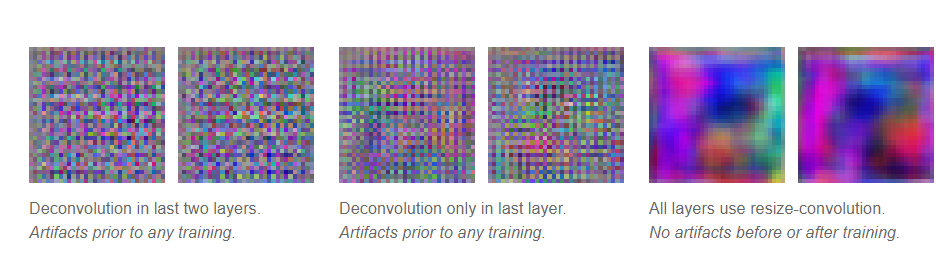 Deconvolution in last two layers.
Artifacts prior to any training.
Deconvolution only in last layer.
Artifacts prior to any training.
All layers use resize-convolution.
No artifacts before or after training.